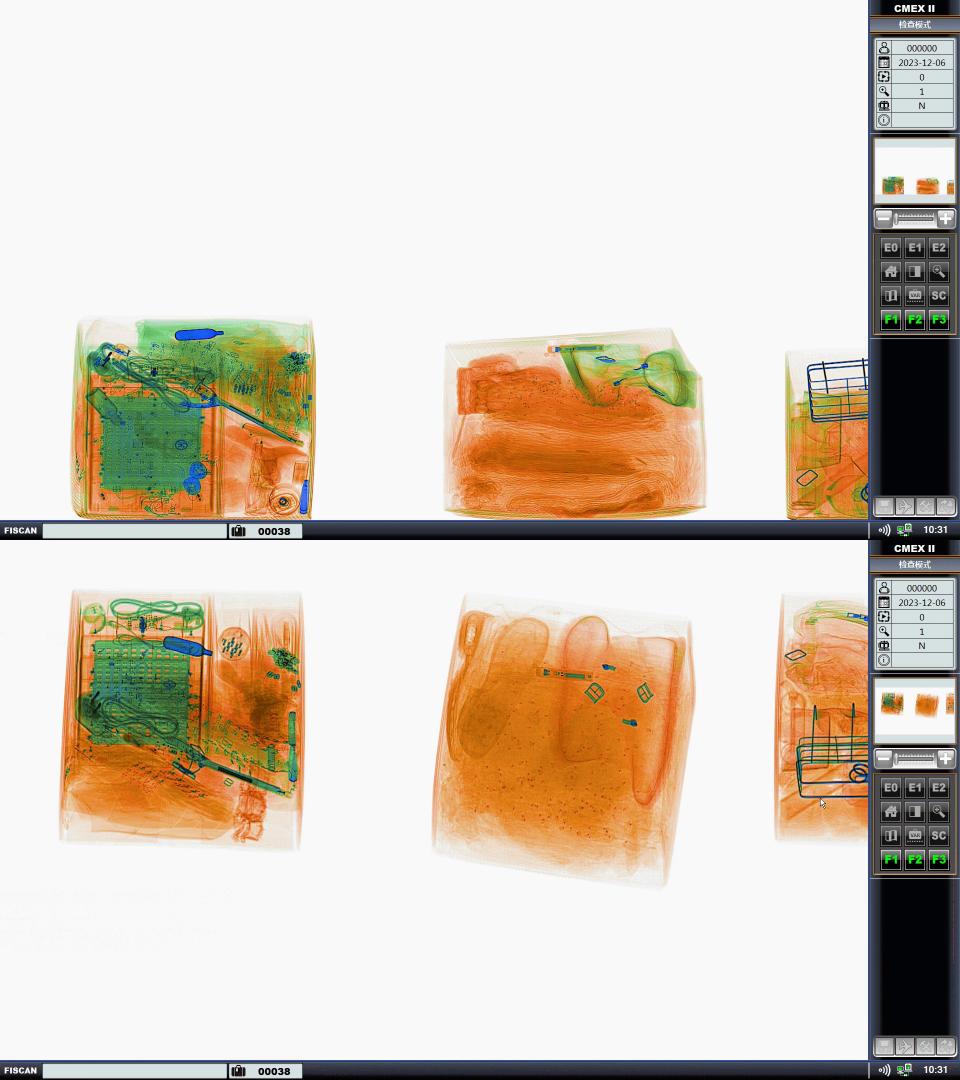 CMEX II
检查模式
000000
2023-12-06
0
1
N
E0 E1 E2
VAR SC
F1 F2 F3
FISCAN 00038 10:31
CMEX II
检查模式
000000
2023-12-06
0
1
N
E0 E1 E2
VAR SC
F1 F2 F3
FISCAN 00038 10:31